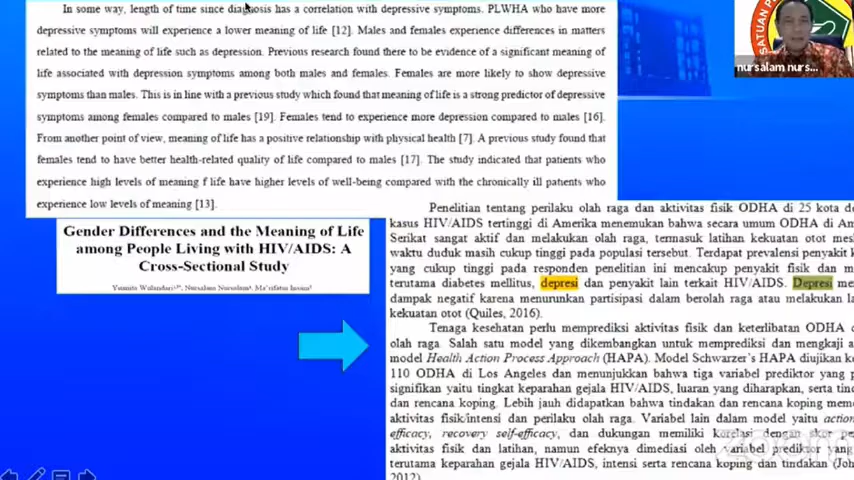 In some way, length of time since diagnosis has a correlation with depressive symptoms. PLWHA who have more
depressive symptoms will experience a lower meaning of life [12]. Males and females experience differences in matters
related to the meaning of life such as depression. Previous research found there to be evidence of a significant meaning of
life associated with depression symptoms among both males and females. Females are more likely to show depressive
symptoms than males. This is in line with a previous study which found that meaning of life is a strong predictor of depressive
symptoms among females compared to males [19]. Females tend to experience more depression compared to males [16].
From another point of view, meaning of life has a positive relationship with physical health [7]. A previous study found that
females tend to have better health-related quality of life compared to males [17]. The study indicated that patients who
experience high levels of meaning f life have higher levels of well-being compared with the chronically ill patients who
experience low levels of meaning [13].
SATUAN
nursalam nurs...
Gender Differences and the Meaning of Life
among People Living with HIV/AIDS: A
Cross-Sectional Study
Nursalam Nursalam
Penelitian tentang perilaku olah raga dan aktivitas fisik ODHA di 25 kota
kasus HIV/AIDS tertinggi di Amerika menemukan bahwa secara umum ODHA di
Serikat sangat aktif dan melakukan olah raga, termasuk latihan kekuatan otot
waktu duduk masih cukup tinggi pada populasi tersebut. Terdapat prevalensi penyakit
yang cukup tinggi pada responden penelitian ini mencakup penyakit fisik dan
terutama diabetes mellitus, depresi dan penyakit lain terkait HIV/AIDS. Depresi
dampak negatif karena menurunkan partisipasi dalam berolah raga atau melakukan
kekuatan otot (Quiles, 2016).
Tenaga kesehatan perlu memprediksi aktivitas fisik dan keterlibatan ODHA
olah raga. Salah satu model yang dikembangkan untuk memprediksi dan mengkaji
model Health Action Process Approach (HAPA). Model Schwarzer's HAPA diujikan
110 ODHA di Los Angeles dan menunjukkan bahwa tiga variabel prediktor yang
signifikan yaitu tingkat keparahan gejala HIV/AIDS, luaran yang diharapkan, serta
dan rencana koping. Lebih jauh didapatkan bahwa tindakan dan rencana koping
aktivitas fisik/intensi dan perilaku olah raga. Variabel lain dalam model yaitu
efficacy, recovery self-efficacy, dan dukungan memiliki korelasi dengan
aktivitas fisik dan latihan, namun efeknya dimediasi oleh variabel prediktor yang
terutama keparahan gejala HIV/AIDS, intensi serta rencana koping dan tindakan
2012).
zoom